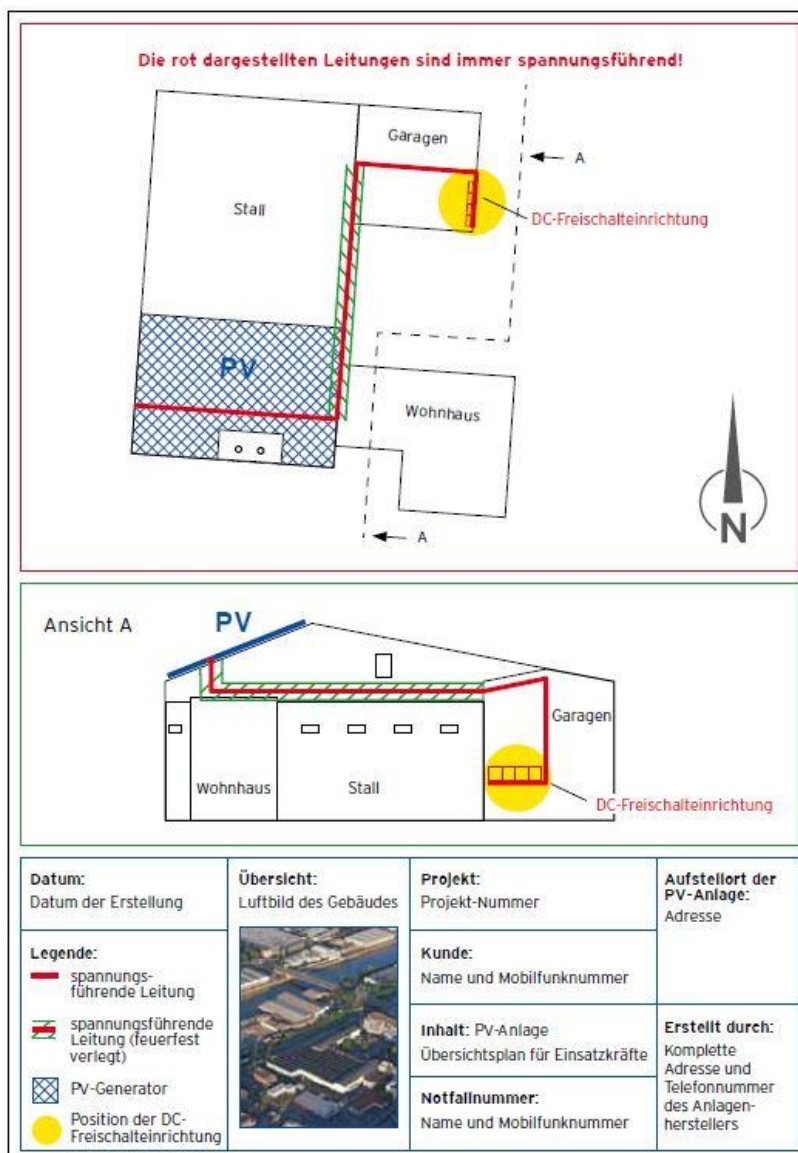 Die rot dargestellten Leitungen sind immer spannungsführend!
Garagen
A
Stall
DC-Freischalteinrichtung
PV
Wohnhaus
N
A
Ansicht A
PV
Garagen
Wohnhaus
Stall
DC-Freischalteinrichtung
Datum:
Datum der Erstellung
Legende:
spannungs-
führende Leitung
spannungsführende
Leitung (feuerfest
verlegt)
PV-Generator
Position der DC-
Freischalteinrichtung
Übersicht:
Luftbild des Gebäudes
Projekt:
Projekt-Nummer
Kunde:
Name und Mobilfunknummer
Inhalt: PV-Anlage
Übersichtsplan für Einsatzkräfte
Notfallnummer:
Name und Mobilfunknummer
Aufstellort der
PV-Anlage:
Adresse
Erstellt durch:
Komplette
Adresse und
Telefonnummer
des Anlagen-
herstellers